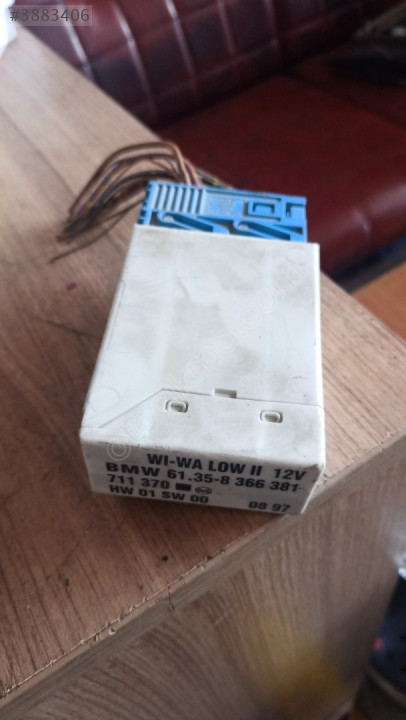 #3883406
WI-WA LOW II 12V
BMW 61.35-8 366 381
711 370
HW 01 SW 00 08 97